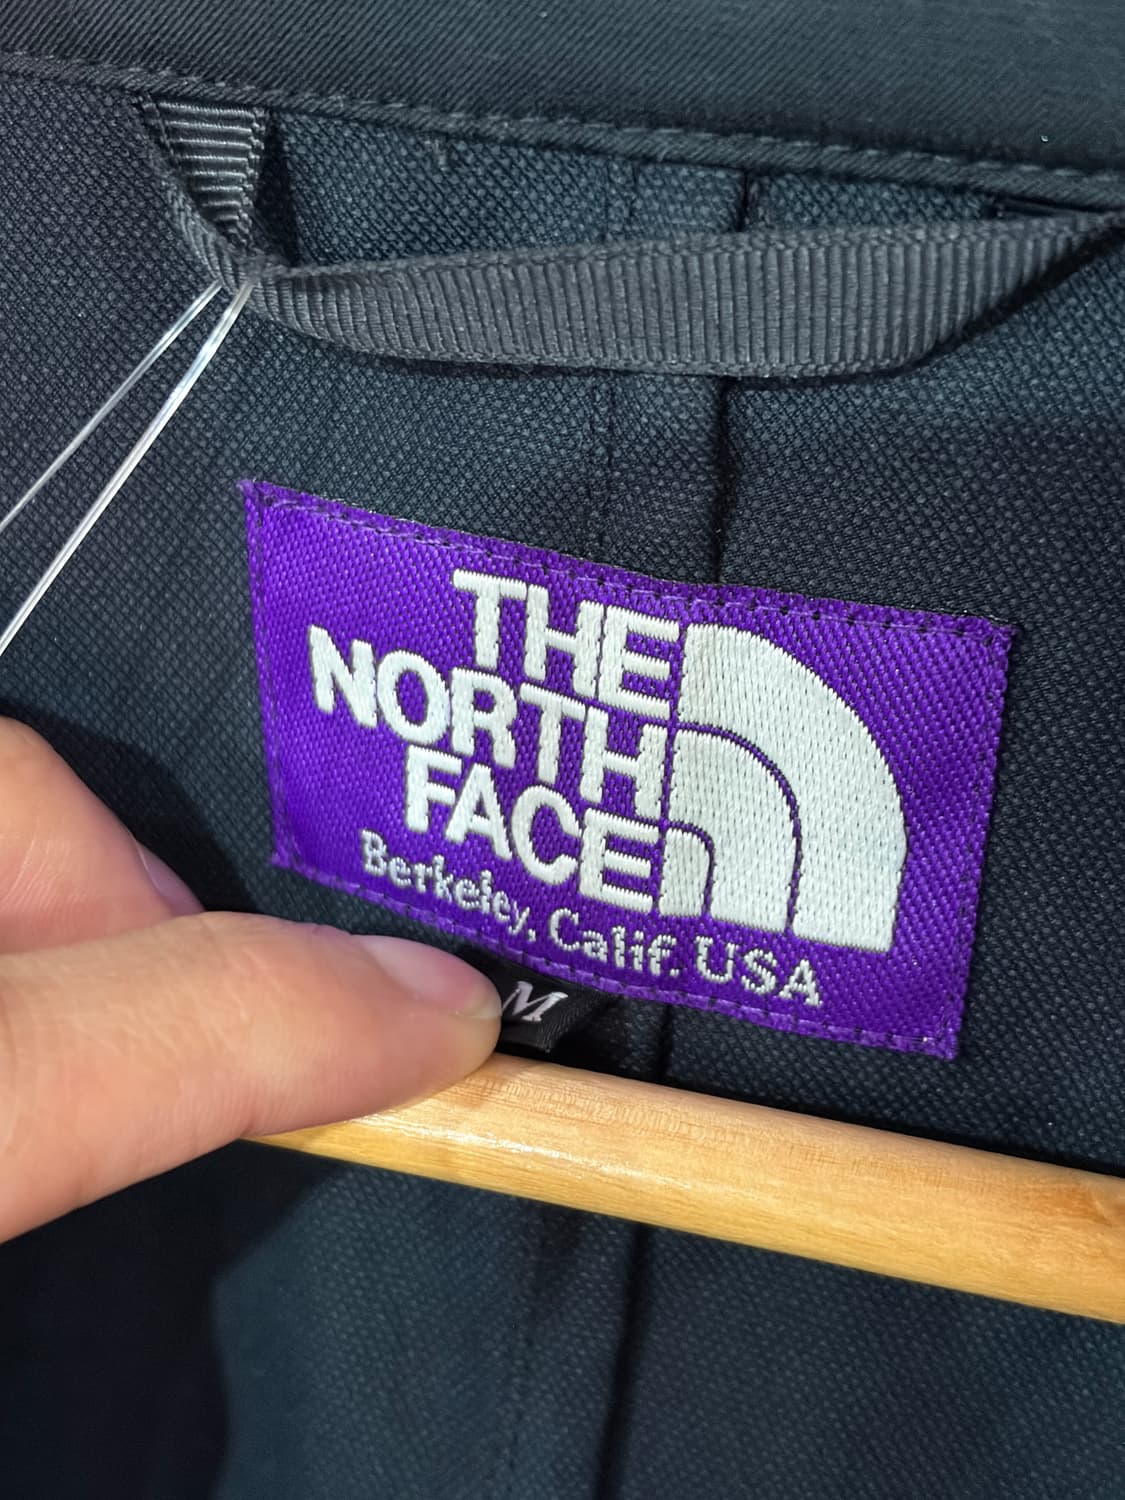 THE
NORTH
FACE
Berkeley, Calif. USA
M